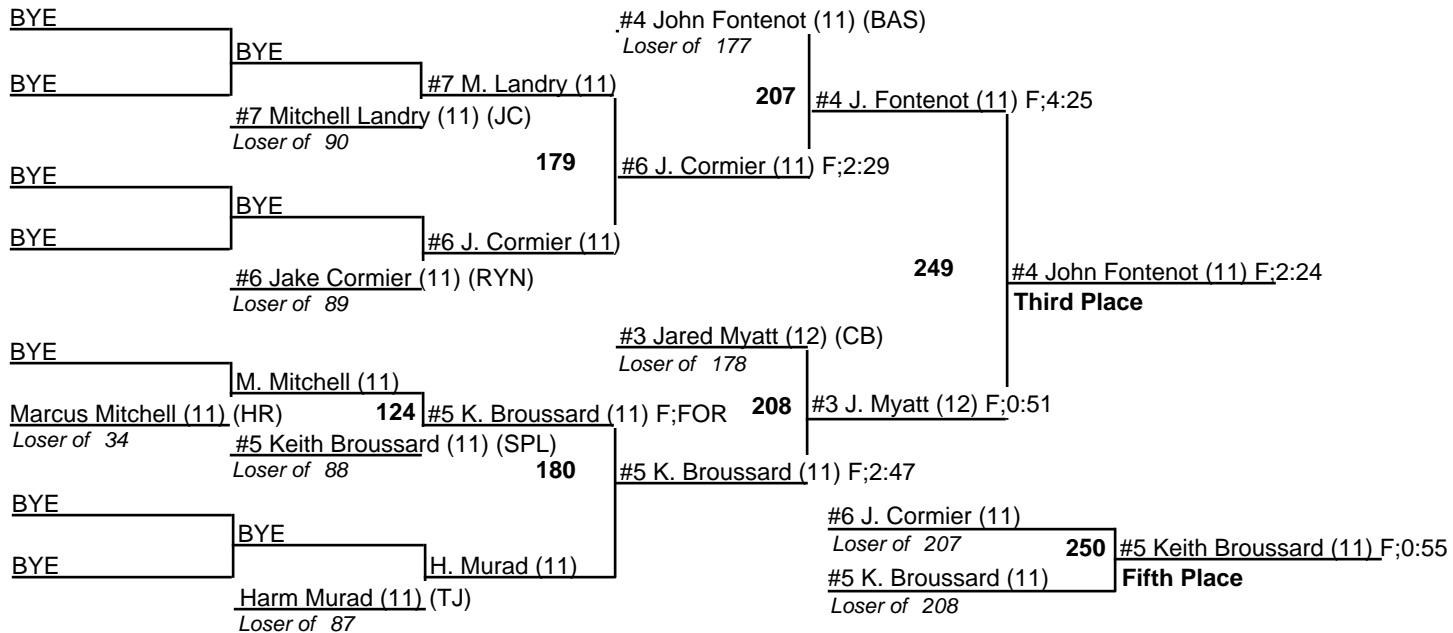 BYE
#4 John Fontenot (11) (BAS)
Loser of 177
BYE
BYE
#7 M. Landry (11)
207
#4 J. Fontenot (11) F;4:25
#7 Mitchell Landry (11) (JC)
Loser of 90
179
#6 J. Cormier (11) F;2:29
BYE
BYE
BYE
#6 J. Cormier (11)
249
#4 John Fontenot (11) F;2:24
Third Place
#6 Jake Cormier (11) (RYN)
Loser of 89
#3 Jared Myatt (12) (CB)
Loser of 178
BYE
M. Mitchell (11)
Marcus Mitchell (11) (HR)
Loser of 34
124
#5 K. Broussard (11) F;FOR
208
#3 J. Myatt (12) F;0:51
#5 Keith Broussard (11) (SPL)
Loser of 88
180
#5 K. Broussard (11) F;2:47
BYE
BYE
BYE
H. Murad (11)
Harm Murad (11) (TJ)
Loser of 87
#6 J. Cormier (11)
Loser of 207
250
#5 Keith Broussard (11) F;0:55
Fifth Place
#5 K. Broussard (11)
Loser of 208